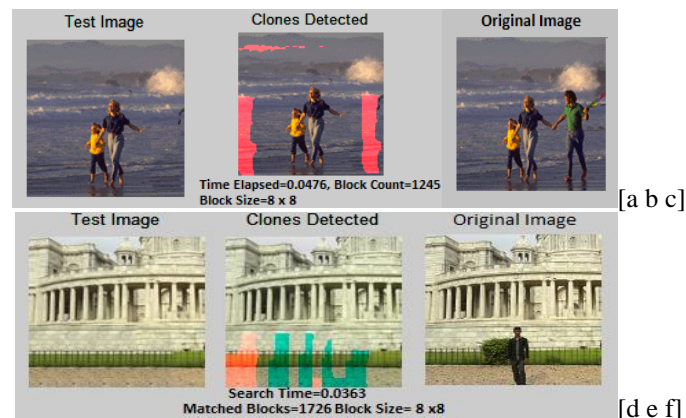 Test Image Clones Detected Original Image
Time Elapsed=0.0476, Block Count=1245
Block Size=8 x 8
[a b c]
Test Image Clones Detected Original Image
Search Time=0.0363
Matched Blocks=1726 Block Size= 8 x8
[d e f]